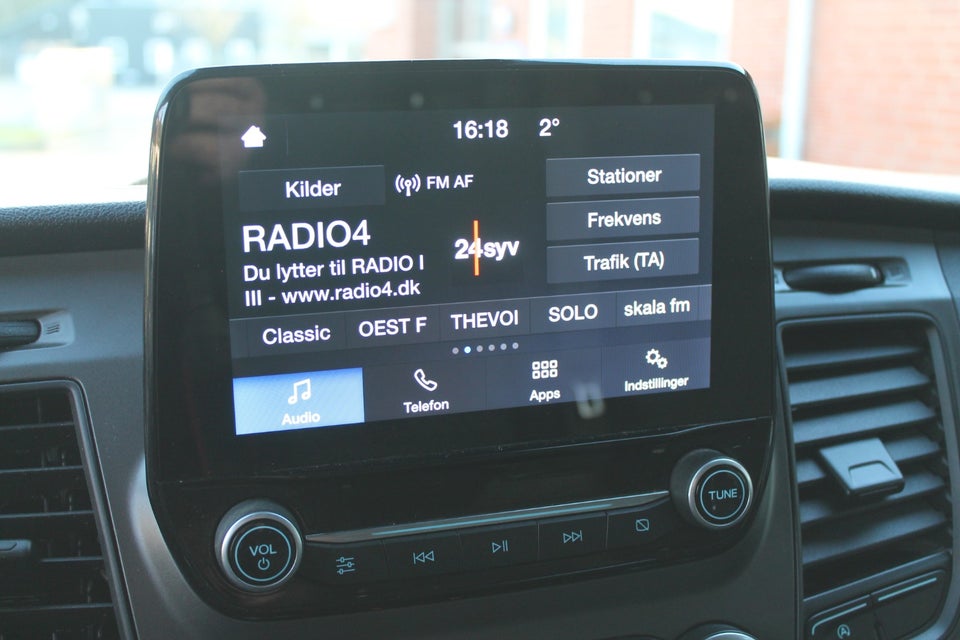 16:18 2°
Kilder FM AF
RADIO4
Du lytter til RADIO I
III - www.radio4.dk
24syv
Stationer
Frekvens
Trafik (TA)
Classic OEST F THEVOI SOLO skala fm
Audio Telefon Apps Indstillinger
VOL
TUNE